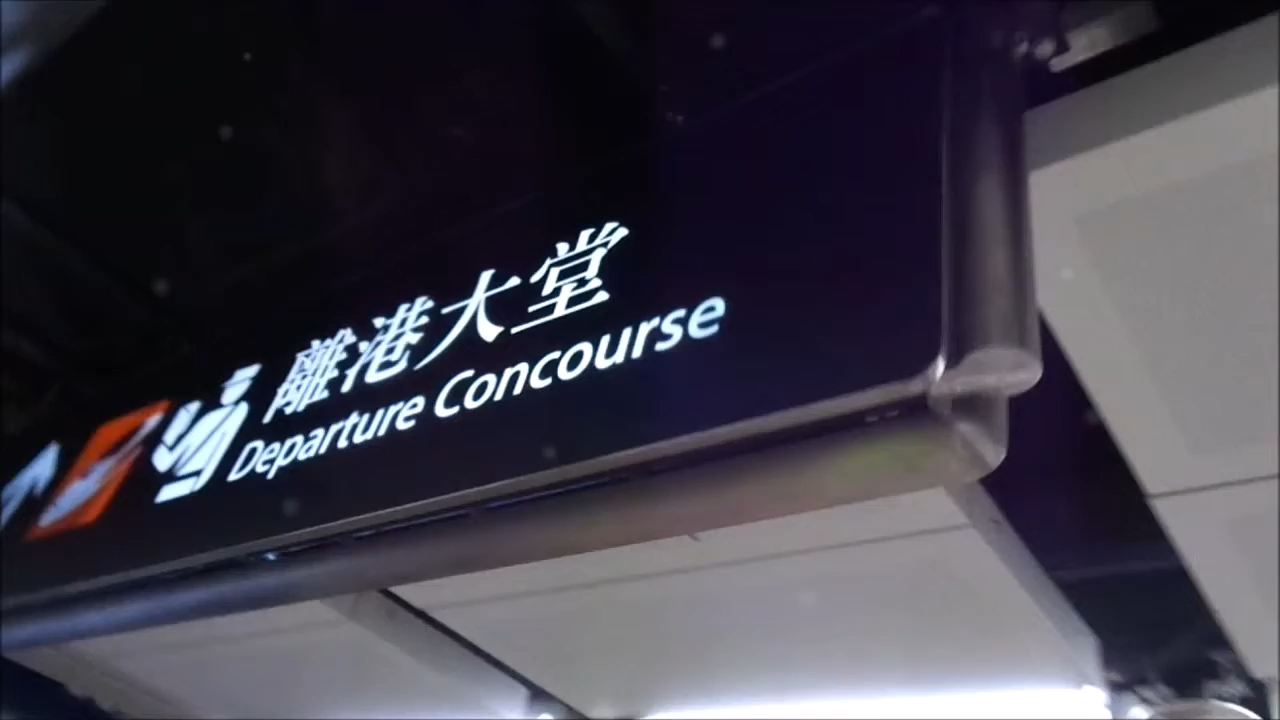 離港大堂
Departure Concourse